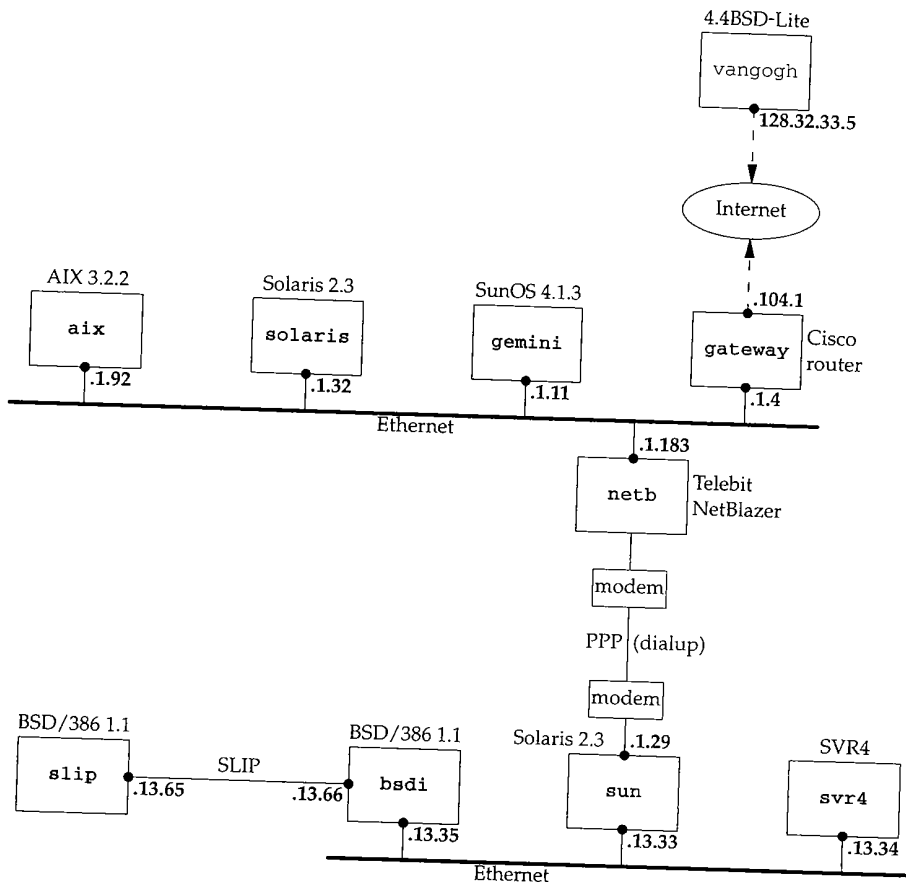 4.4BSD-Lite
vangogh
128.32.33.5
Internet
AIX 3.2.2
aix
.1.92
Solaris 2.3
solaris
.1.32
SunOS 4.1.3
gemini
.1.11
.104.1
gateway
Cisco
router
.1.4
Ethernet
.1.183
netb
Telebit
NetBlazer
modem
PPP (dialup)
modem
BSD/386 1.1
slip
.13.65
SLIP
BSD/386 1.1
.13.66
bsdi
.13.35
Solaris 2.3
.1.29
sun
.13.33
SVR4
svr4
.13.34
Ethernet